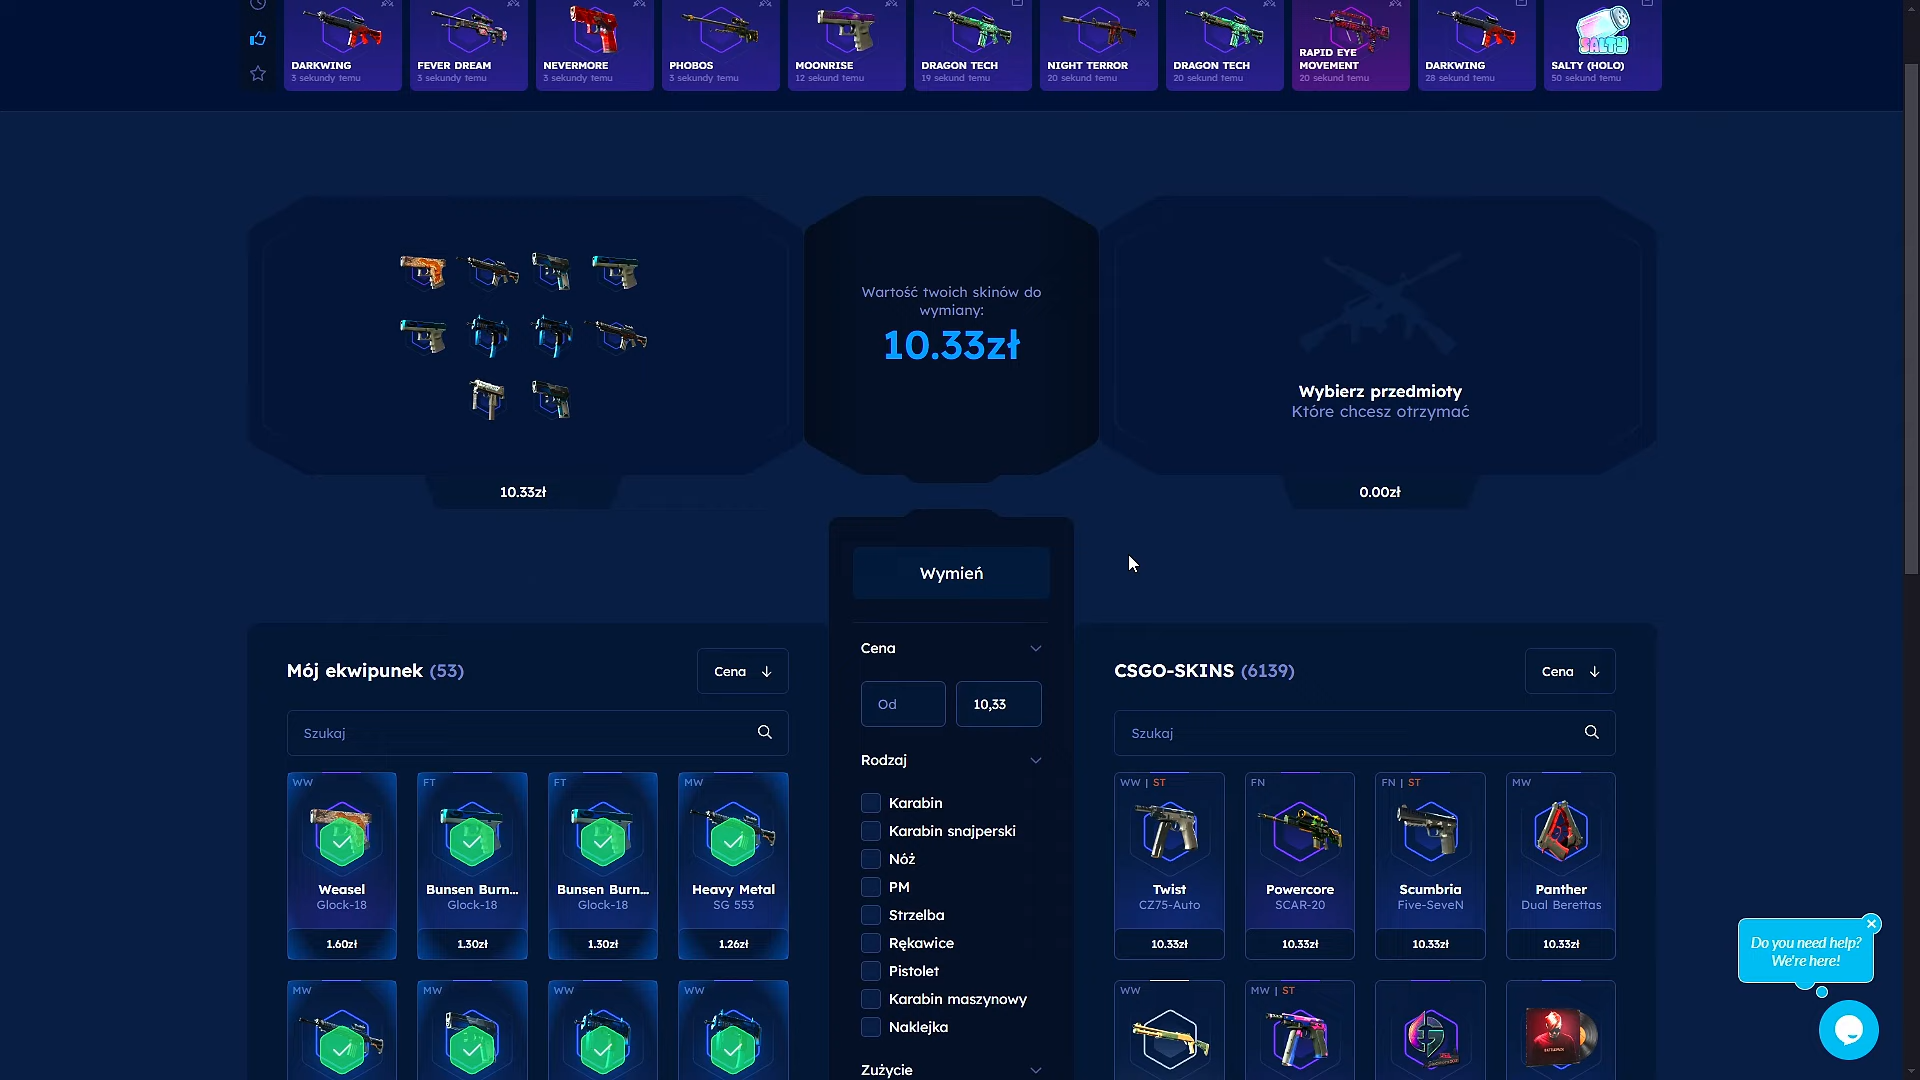 DARKWING
3 sekundy temu
FEVER DREAM
3 sekundy temu
NEVERMORE
3 sekundy temu
PHOBOS
3 sekundy temu
MOONRISE
12 sekund temu
DRAGON TECH
19 sekund temu
NIGHT TERROR
20 sekund temu
DRAGON TECH
20 sekund temu
RAPID EYE
MOVEMENT
20 sekund temu
DARKWING
28 sekund temu
SALTY
SALTY (HOLO)
50 sekund temu
Wartość twoich skinów do
wymiany:
10.33zł
Wybierz przedmioty
Które chcesz otrzymać
10.33zł
0.00zł
Wymień
Mój ekwipunek (53)
Cena
Szukaj
WW
Weasel
Glock-18
1.60zł
FT
Bunsen Burn...
Glock-18
1.30zł
FT
Bunsen Burn...
Glock-18
1.30zł
MW
Heavy Metal
SG 553
1.26zł
MW
MW
WW
WW
Cena
Od
10,33
Rodzaj
Karabin
Karabin snajperski
Nóż
PM
Strzelba
Rękawice
Pistolet
Karabin maszynowy
Naklejka
Zużycie
CSGO-SKINS (6139)
Cena
Szukaj
WW | ST
Twist
CZ75-Auto
10.33zł
FN
Powercore
SCAR-20
10.33zł
FN | ST
Scumbria
Five-SeveN
10.33zł
MW
Panther
Dual Berettas
10.33zł
WW
MW | ST
Do you need help?
We're here!